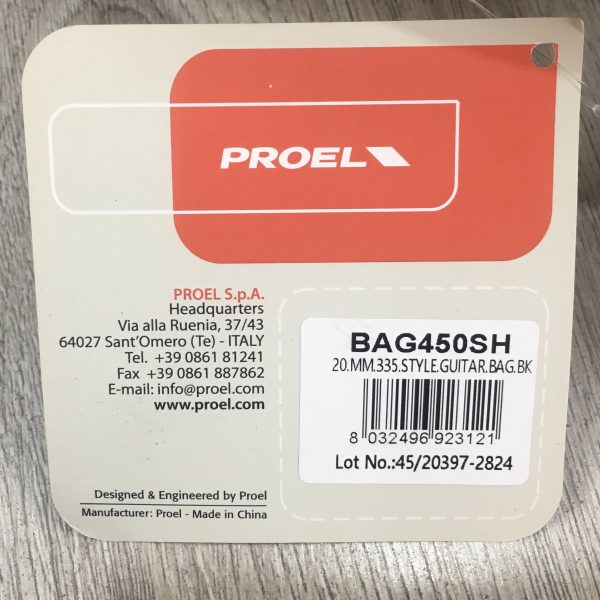 PROEL
PROEL S.p.A.
Headquarters
Via alla Ruenia, 37/43
64027 Sant'Omero (Te) - ITALY
Tel. +39 0861 81241
Fax +39 0861 887862
E-mail: info@proel.com
www.proel.com
BAG450SH
20.MM.335.STYLE.GUITAR.BAG.BK
8 032496 923121
Lot No.:45/20397-2824
Designed & Engineered by Proel
Manufacturer: Proel - Made in China